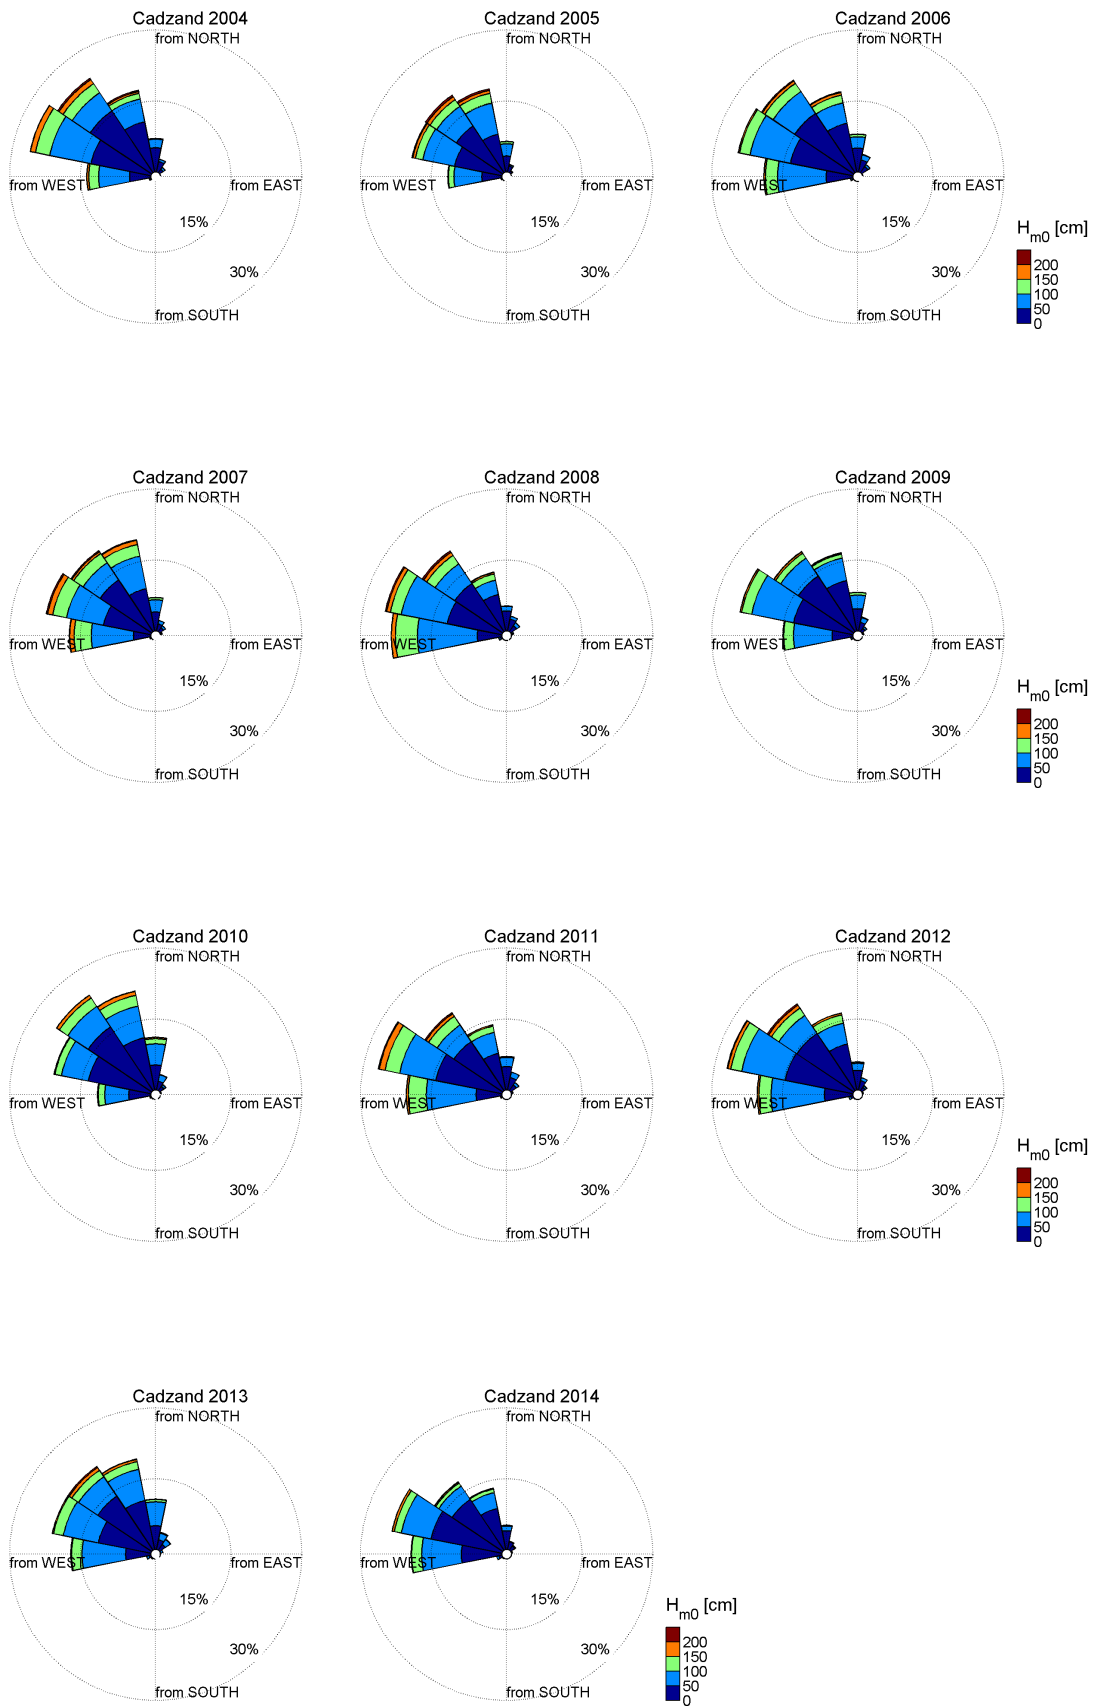 Cadzand 2004
from NORTH
from WEST
from EAST
15%
30%
from SOUTH
Cadzand 2005
from NORTH
from WEST
from EAST
15%
30%
from SOUTH
Cadzand 2006
from NORTH
from WEST
from EAST
15%
30%
from SOUTH
Hm0 [cm]
200
150
100
50
0
Cadzand 2007
from NORTH
from WEST
from EAST
15%
30%
from SOUTH
Cadzand 2008
from NORTH
from WEST
from EAST
15%
30%
from SOUTH
Cadzand 2009
from NORTH
from WEST
from EAST
15%
30%
from SOUTH
Hm0 [cm]
200
150
100
50
0
Cadzand 2010
from NORTH
from WEST
from EAST
15%
30%
from SOUTH
Cadzand 2011
from NORTH
from WEST
from EAST
15%
30%
from SOUTH
Cadzand 2012
from NORTH
from WEST
from EAST
15%
30%
from SOUTH
Hm0 [cm]
200
150
100
50
0
Cadzand 2013
from NORTH
from WEST
from EAST
15%
30%
from SOUTH
Cadzand 2014
from NORTH
from WEST
from EAST
15%
30%
from SOUTH
Hm0 [cm]
200
150
100
50
0